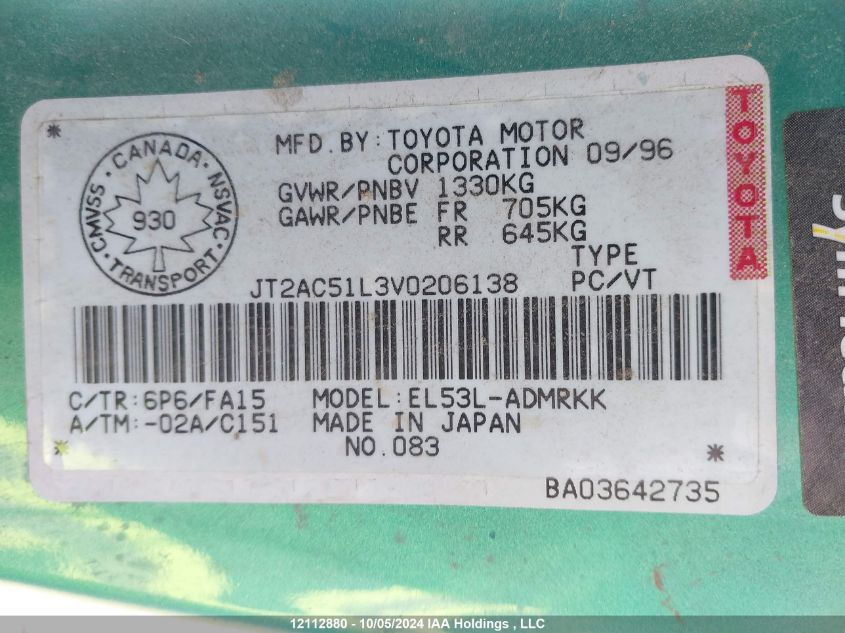 MFD. BY: TOYOTA MOTOR
CORPORATION 09/96
CANADA · NSVAC · TRANSPORT · CMVSS ·
930
GVWR/PNBV 1330KG
GAWR/PNBE FR 705KG
RR 645KG
TYPE
JT2AC51L3V0206138 PC/VT
TOYOTA
C/TR:6P6/FA15 MODEL:EL53L-ADMRKK
A/TM:-02A/C151 MADE IN JAPAN
NO.083
BA03642735
12112880 - 10/05/2024 IAA Holdings , LLC